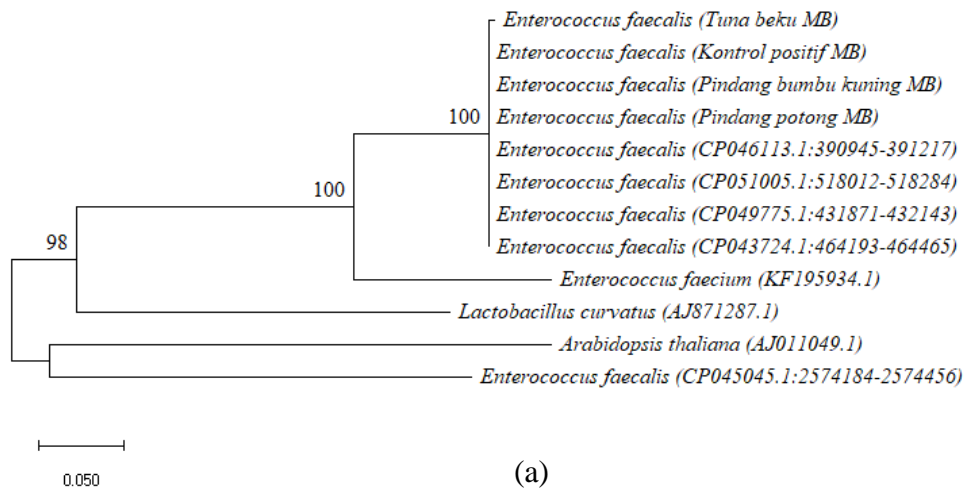 Enterococcus faecalis (Tuna beku MB)
Enterococcus faecalis (Kontrol positif MB)
Enterococcus faecalis (Pindang bumbu kuning MB)
100
Enterococcus faecalis (Pindang potong MB)
Enterococcus faecalis (CP046113.1:390945-391217)
Enterococcus faecalis (CP051005.1:518012-518284)
100
Enterococcus faecalis (CP049775.1:431871-432143)
98
Enterococcus faecalis (CP043724.1:464193-464465)
Enterococcus faecium (KF195934.1)
Lactobacillus curvatus (AJ871287.1)
Arabidopsis thaliana (AJ011049.1)
Enterococcus faecalis (CP045045.1:2574184-2574456)
0.050
(a)